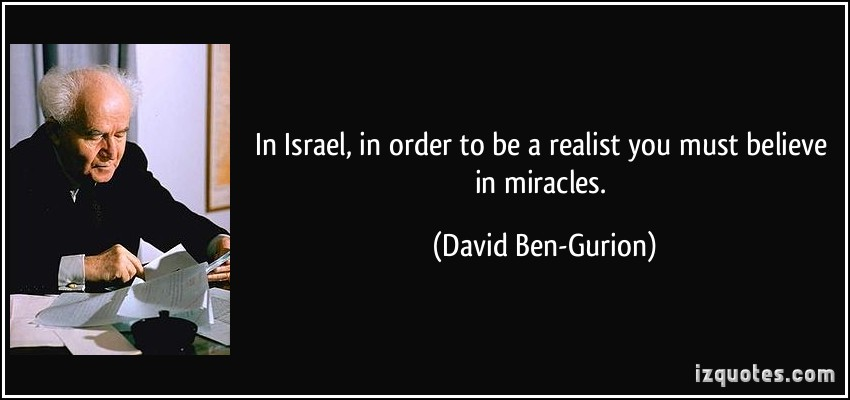 In Israel, in order to be a realist you must believe
in miracles.
(David Ben-Gurion)
izquotes.com